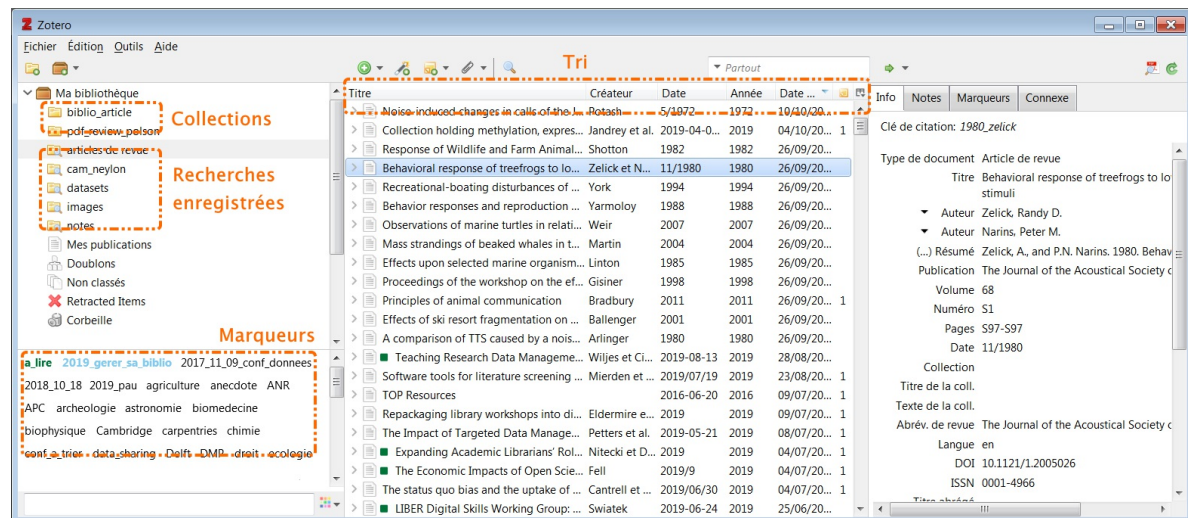 Zotero
Fichier Édition Outils Aide
Tri
Partout
Ma bibliothèque
biblio_article
pdf_review_polson
articles de revue
cam_neylon
datasets
images
notes
Mes publications
Doublons
Non classés
Retracted Items
Corbeille
Collections
Recherches
enregistrées
Marqueurs
a_lire 2019_gerer_sa_biblio 2017_11_09_conf_donnees
2018_10_18 2019_pau agriculture anecdote ANR
APC archeologie astronomie biomedecine
biophysique Cambridge carpentries chimie
conf_a_trier data_sharing Delft DMP droit ecologie
Titre Créateur Date Année Date ...
Noise-induced changes in calls of the J... Potash 5/1972 1972 10/10/20...
Collection holding methylation, expres... Jandrey et al. 2019-04-0... 2019 04/10/20... 1
Response of Wildlife and Farm Animal... Shotton 1982 1982 26/09/20...
Behavioral response of treefrogs to lo... Zelick et N... 11/1980 1980 26/09/20...
Recreational-boating disturbances of ... York 1994 1994 26/09/20...
Behavior responses and reproduction ... Yarmoloy 1988 1988 26/09/20...
Observations of marine turtles in relati... Weir 2007 2007 26/09/20...
Mass strandings of beaked whales in t... Martin 2004 2004 26/09/20...
Effects upon selected marine organism... Linton 1985 1985 26/09/20...
Proceedings of the workshop on the ef... Gisiner 1998 1998 26/09/20...
Principles of animal communication Bradbury 2011 2011 26/09/20... 1
Effects of ski resort fragmentation on ... Ballenger 2001 2001 26/09/20...
A comparison of TTS caused by a nois... Arlinger 1980 1980 26/09/20...
Teaching Research Data Manageme... Wiljes et Ci... 2019-08-13 2019 28/08/20...
Software tools for literature screening ... Mierden et ... 2019/07/19 2019 23/08/20... 1
TOP Resources 2016-06-20 2016 09/07/20... 1
Repackaging library workshops into di... Eldermire e... 2019 2019 09/07/20... 1
The Impact of Targeted Data Manage... Petters et al. 2019-05-21 2019 08/07/20... 1
Expanding Academic Librarians' Rol... Nitecki et D... 2019 2019 04/07/20... 1
The Economic Impacts of Open Scie... Fell 2019/9 2019 04/07/20... 1
The status quo bias and the uptake of ... Cantrell et ... 2019/06/30 2019 04/07/20... 1
LIBER Digital Skills Working Group: ... Swiatek 2019-06-24 2019 25/06/20...
Info Notes Marqueurs Connexe
Clé de citation: 1980_zelick
Type de document Article de revue
Titre Behavioral response of treefrogs to lo
stimuli
Auteur Zelick, Randy D.
Auteur Narins, Peter M.
(...) Résumé Zelick, A., and P.N. Narins. 1980. Behav
Publication The Journal of the Acoustical Society o
Volume 68
Numéro S1
Pages S97-S97
Date 11/1980
Collection
Titre de la coll.
Texte de la coll.
Abrév. de revue The Journal of the Acoustical Society o
Langue en
DOI 10.1121/1.2005026
ISSN 0001-4966
Titre abrégé